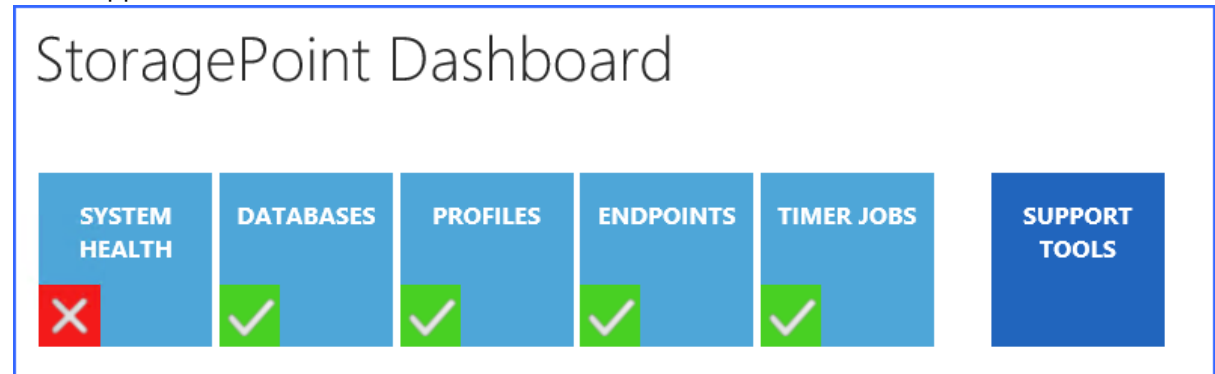 StoragePoint Dashboard
SYSTEM
HEALTH
DATABASES
PROFILES
ENDPOINTS
TIMER JOBS
SUPPORT
TOOLS